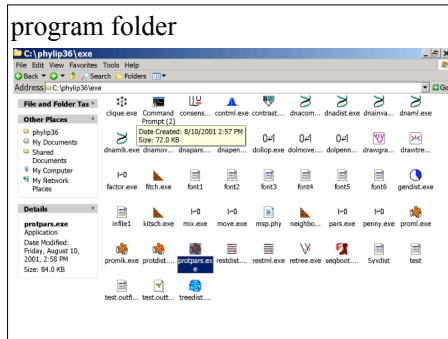 program folder
C:\phylip36\exe
File Edit View Favorites Tools Help
Back Search Folders
Address C:\phylip36\exe Go
File and Folder Tas
Other Places
phylip36
My Documents
Shared Documents
My Computer
My Network Places
Details
protpars.exe
Application
Date Modified: Friday, August 10, 2001, 2:58 PM
Size: 84.0 KB
clique.exe Command Prompt (2) consens... contml.exe contrast.... dnacom... dnadist.exe dnainva... dnaml.exe
Date Created: 8/10/2001 2:57 PM
Size: 72.0 KB
dnamlk.exe dnamov... dnapars.... dnapen... dollop.exe dolmove.... dolpenn... drawgra... drawtre...
factor.exe fitch.exe font1 font2 font3 font4 font5 font6 gendist.exe
infile1 kitsch.exe mix.exe move.exe msp.phy neighbo... pars.exe penny.exe proml.exe
promlk.exe protdist.... protpars.exe restdist.... restml.exe retree.exe seqboot.... Syvdist test
test.outfi... test.outt... treedist....